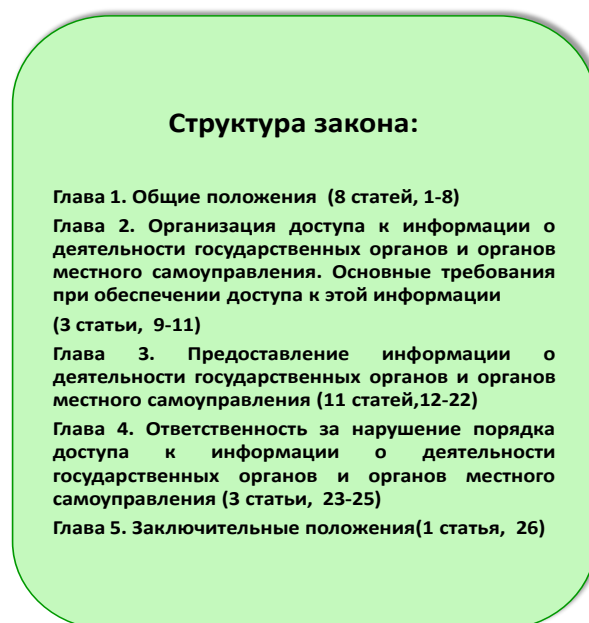 Структура закона:
Глава 1. Общие положения (8 статей, 1-8)
Глава 2. Организация доступа к информации о
деятельности государственных органов и органов
местного самоуправления. Основные требования
при обеспечении доступа к этой информации
(3 статьи, 9-11)
Глава 3. Предоставление информации о
деятельности государственных органов и органов
местного самоуправления (11 статей,12-22)
Глава 4. Ответственность за нарушение порядка
доступа к информации о деятельности
государственных органов и органов местного
самоуправления (3 статьи, 23-25)
Глава 5. Заключительные положения(1 статья, 26)